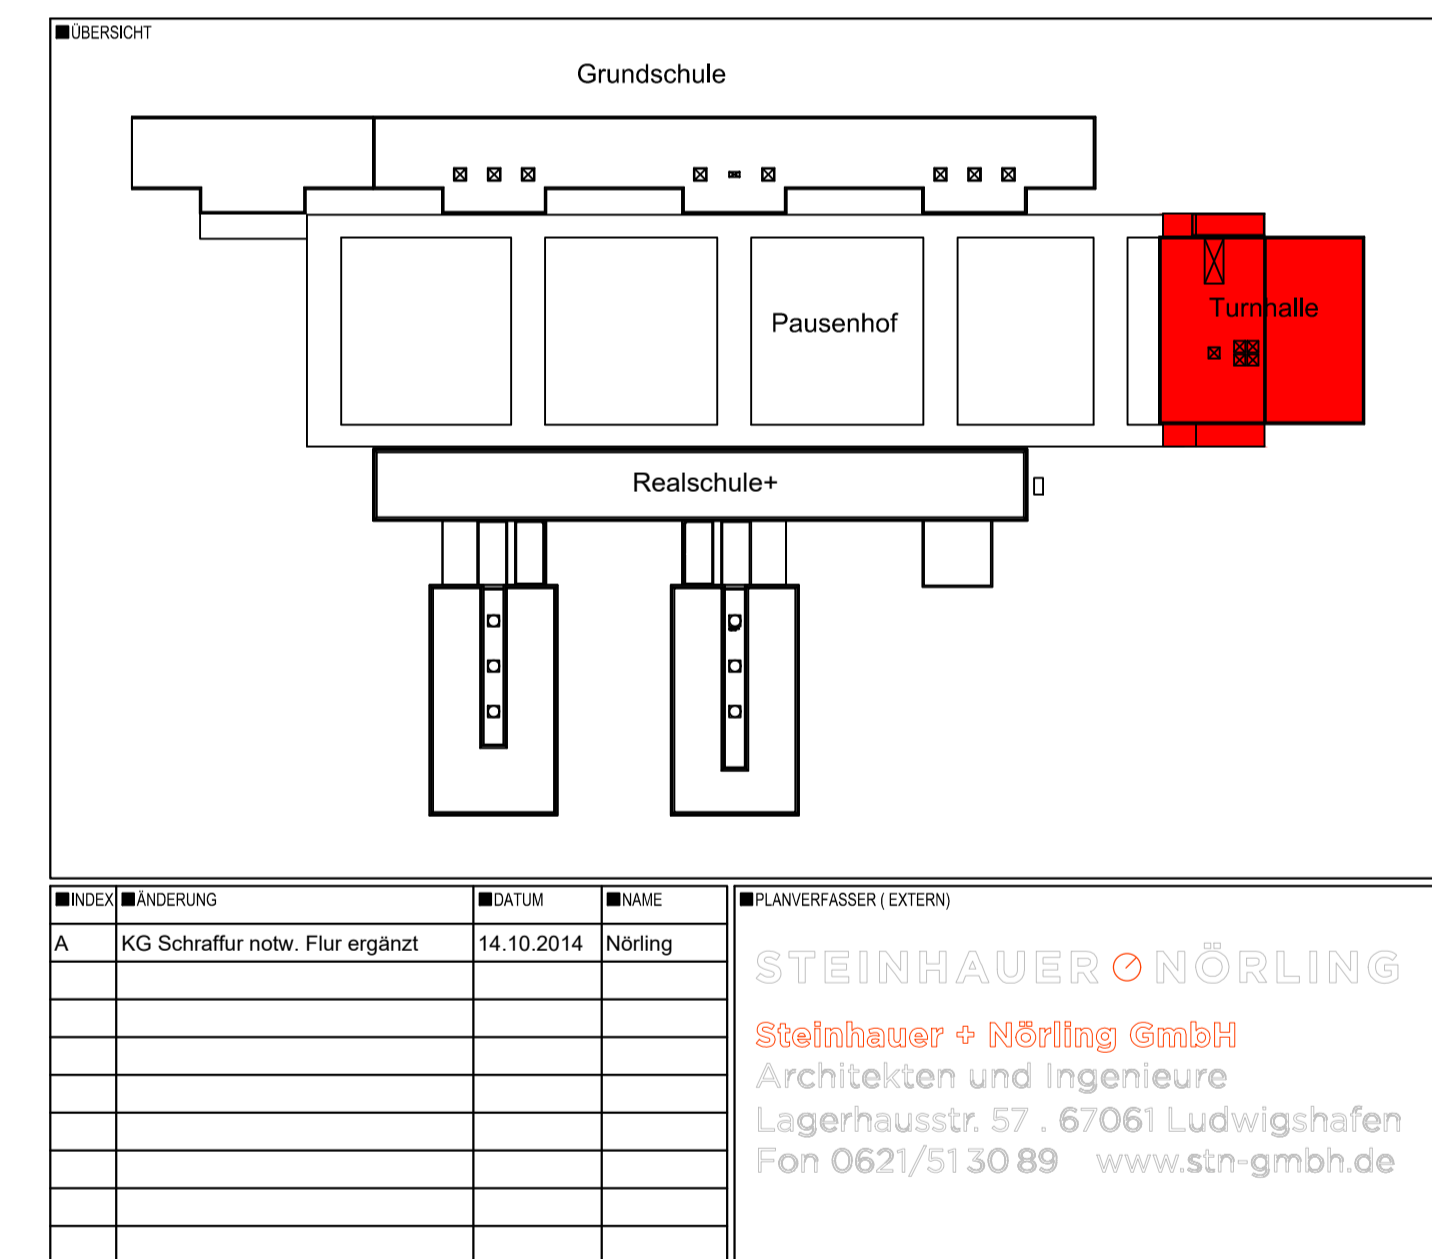 ÜBERSICHT
Grundschule
Turnhalle
Pausenhof
Realschule+
INDEX ÄNDERUNG DATUM NAME
A KG Schraffur notw. Flur ergänzt 14.10.2014 Nörling
PLANVERFASSER ( EXTERN)
STEINHAUER NÖRLING
Steinhauer + Nörling GmbH
Architekten und Ingenieure
Lagerhausstr. 57 . 67061 Ludwigshafen
Fon 0621/51 30 89 www.stn-gmbh.de